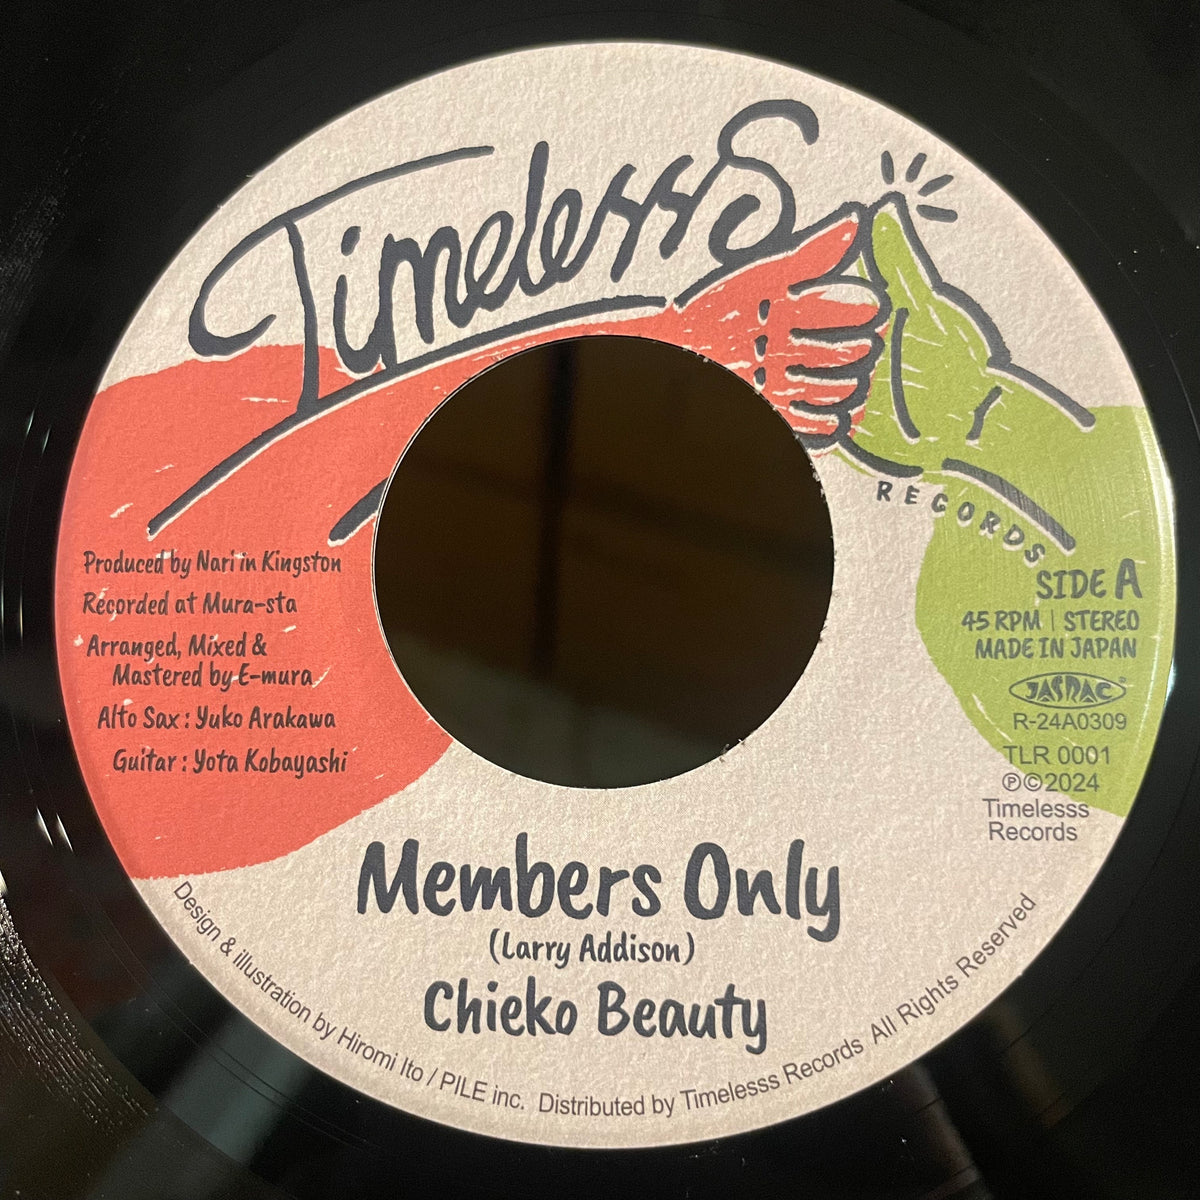 Timelesss
RECORDS
Produced by Nari in Kingston
Recorded at Mura-sta
Arranged, Mixed &
Mastered by E-mura
Alto Sax : Yuko Arakawa
Guitar : Yota Kobayashi
SIDE A
45 RPM | STEREO
MADE IN JAPAN
JASRAC®
R-24A0309
TLR 0001
℗©2024
Timelesss
Records
Members Only
(Larry Addison)
Chieko Beauty
Design & illustration by Hiromi Ito / PILE inc. Distributed by Timelesss Records All Rights Reserved